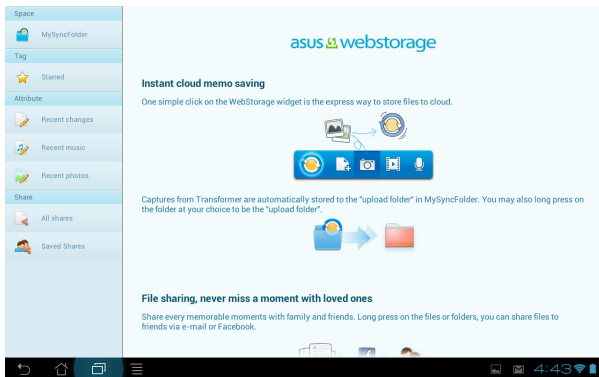 Space
MySyncFolder
Tag
Starred
Attribute
Recent changes
Recent music
Recent photos
Share
All shares
Saved Shares
asus webstorage
Instant cloud memo saving
One simple click on the WebStorage widget is the express way to store files to cloud.
Captures from Transformer are automatically stored to the "upload folder" in MySyncFolder. You may also long press on
the folder at your choice to be the "upload folder".
File sharing, never miss a moment with loved ones
Share every memorable moments with family and friends. Long press on the files or folders, you can share files to
friends via e-mail or Facebook.
4:43